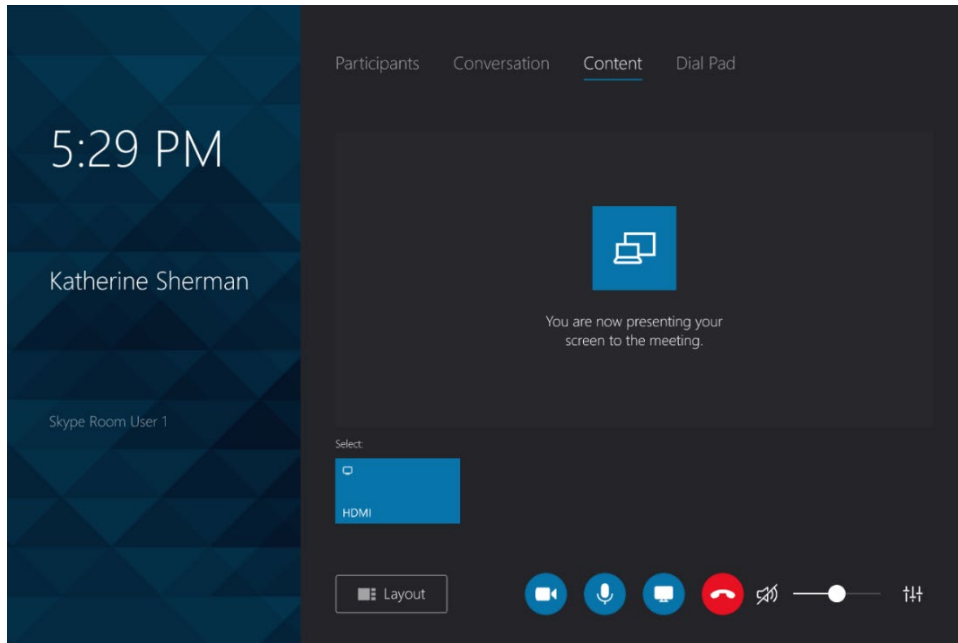 Participants Conversation Content Dial Pad
5:29 PM
Katherine Sherman
You are now presenting your
screen to the meeting.
Skype Room User 1
Select:
HDMI
Layout